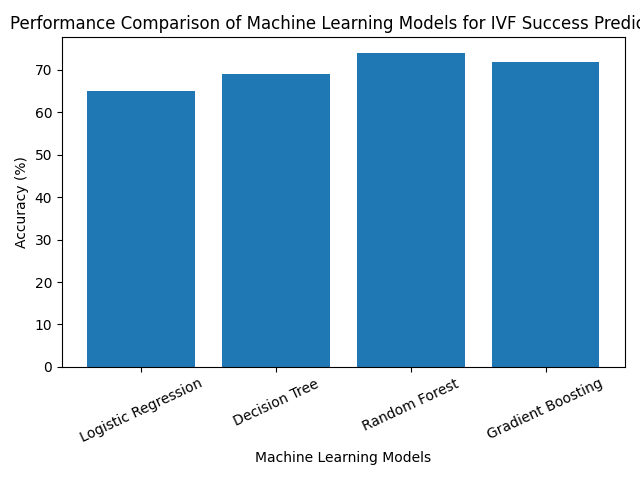 Performance Comparison of Machine Learning Models for IVF Success Predic
Accuracy (%)
70
60
50
40
30
20
10
0
Logistic Regression
Decision Tree
Random Forest
Gradient Boosting
Machine Learning Models